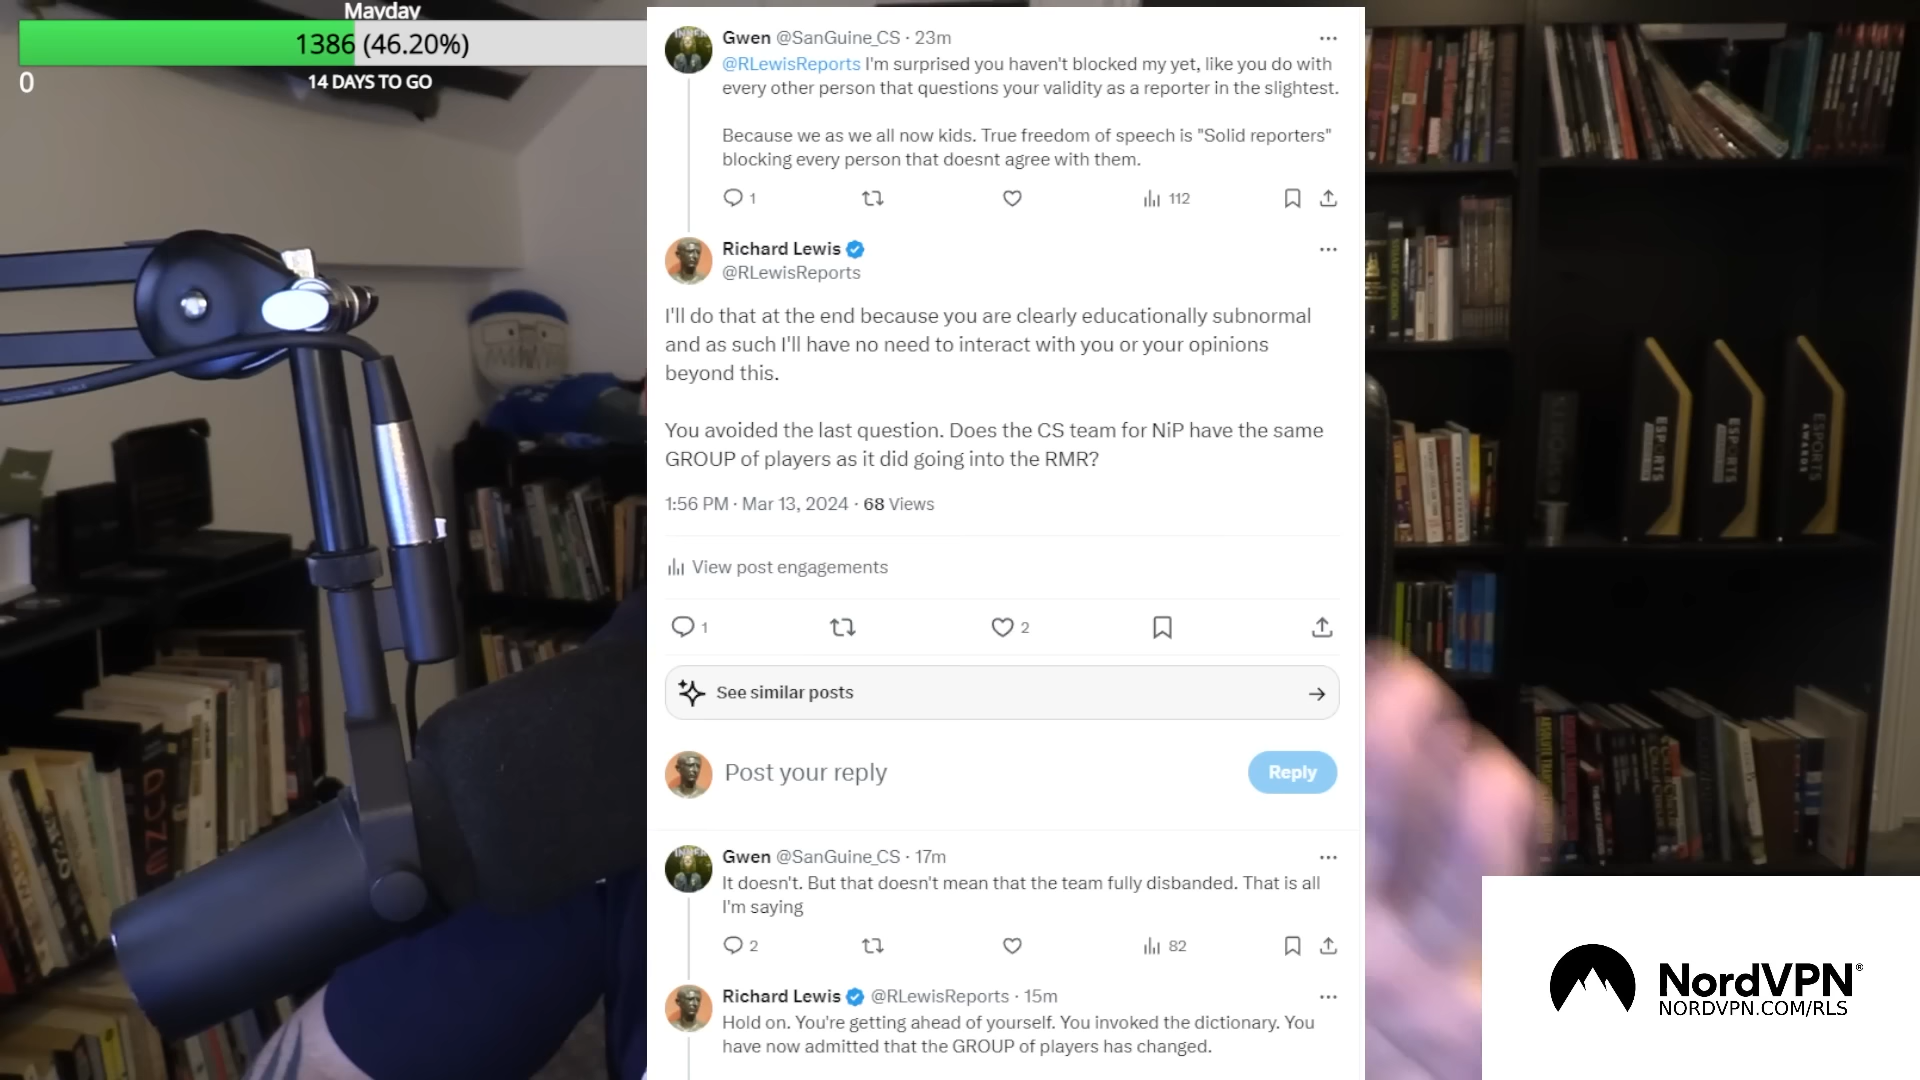 Mayday
1386 (46.20%)
0
14 DAYS TO GO
Gwen @SanGuine_CS · 23m
@RLewisReports I'm surprised you haven't blocked my yet, like you do with
every other person that questions your validity as a reporter in the slightest.
Because we as we all now kids. True freedom of speech is "Solid reporters"
blocking every person that doesnt agree with them.
1
112
Richard Lewis
@RLewisReports
I'll do that at the end because you are clearly educationally subnormal
and as such I'll have no need to interact with you or your opinions
beyond this.
You avoided the last question. Does the CS team for NiP have the same
GROUP of players as it did going into the RMR?
1:56 PM · Mar 13, 2024 · 68 Views
View post engagements
1
2
See similar posts
Post your reply
Reply
Gwen @SanGuine_CS · 17m
It doesn't. But that doesn't mean that the team fully disbanded. That is all
I'm saying
2
82
Richard Lewis @RLewisReports · 15m
Hold on. You're getting ahead of yourself. You invoked the dictionary. You
have now admitted that the GROUP of players has changed.
DUNE
ESPORTS
ESPORTS
ESPORTS
AWARDS
NordVPN®
NORDVPN.COM/RLS